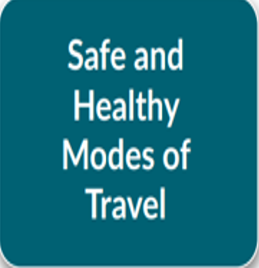 Safe and
Healthy
Modes of
Travel